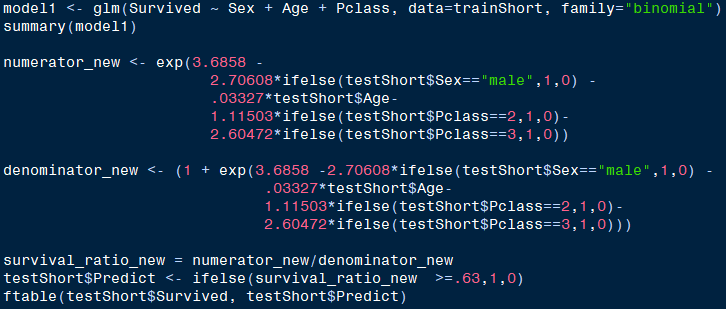 model1 <- glm(Survived ~ Sex + Age + Pclass, data=trainShort, family="binomial")
summary(model1)
numerator_new <- exp(3.6858 -
2.70608*ifelse(testShort$Sex=="male",1,0) -
.03327*testShort$Age-
1.11503*ifelse(testShort$Pclass==2,1,0)-
2.60472*ifelse(testShort$Pclass==3,1,0))
denominator_new <- (1 + exp(3.6858 -2.70608*ifelse(testShort$Sex=="male",1,0) -
.03327*testShort$Age-
1.11503*ifelse(testShort$Pclass==2,1,0)-
2.60472*ifelse(testShort$Pclass==3,1,0)))
survival_ratio_new = numerator_new/denominator_new
testShort$Predict <- ifelse(survival_ratio_new  >=.63,1,0)
ftable(testShort$Survived, testShort$Predict)